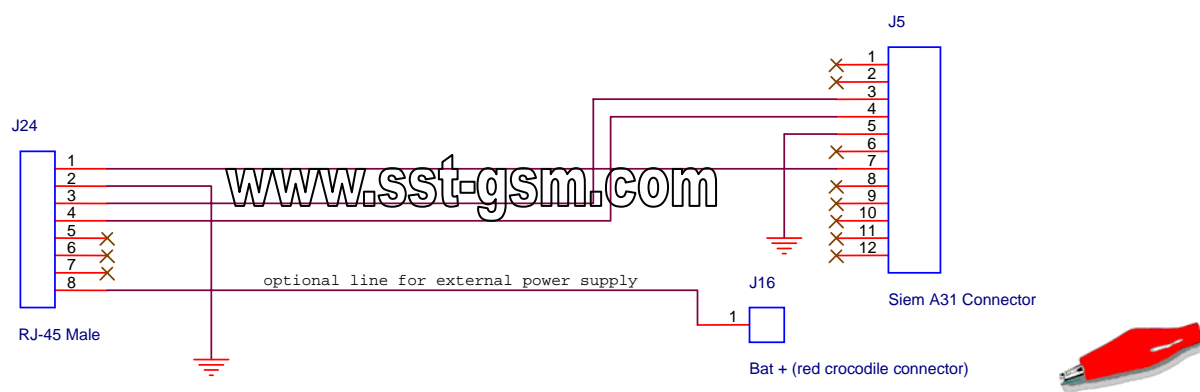 J5
1
2
3
4
5
6
7
8
9
10
11
12
Siem A31 Connector
J24
1
2
3
4
5
6
7
8
RJ-45 Male
www.sst-gsm.com
optional line for external power supply
J16
1
Bat + (red crocodile connector)